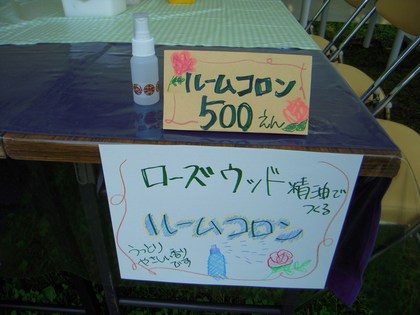 ルームコロン
500えん
ローズウッド精油で
つくる
ルームコロン
うっとり
やさしい香り
です